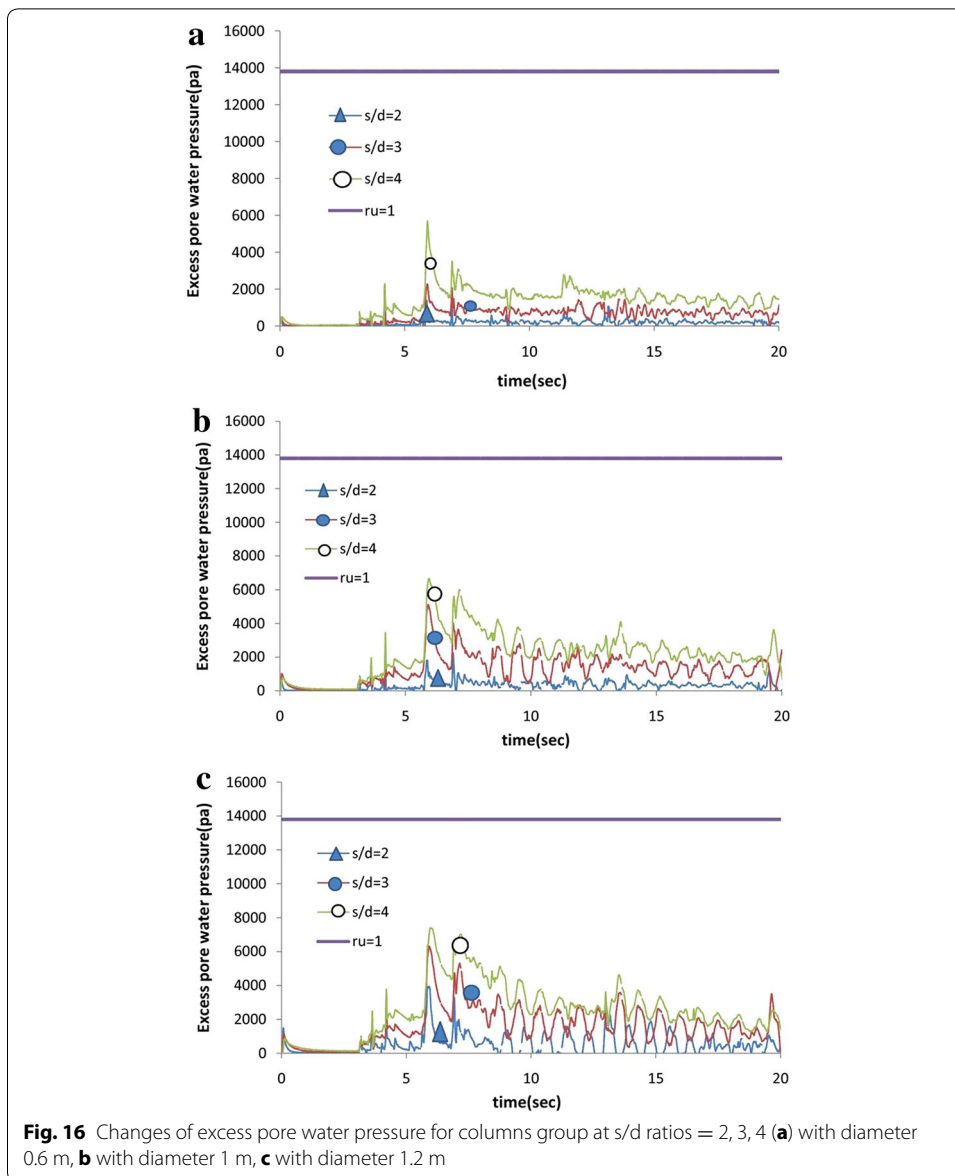 a
16000
14000
12000
10000
8000
6000
4000
2000
0
Excess pore water pressure(pa)
s/d=2
s/d=3
s/d=4
ru=1
0 5 10 15 20
time(sec)
b
16000
14000
12000
10000
8000
6000
4000
2000
0
Excess pore water pressure(pa)
s/d=2
s/d=3
s/d=4
ru=1
0 5 10 15 20
time(sec)
c
16000
14000
12000
10000
8000
6000
4000
2000
0
Excess pore water pressure(pa)
s/d=2
s/d=3
s/d=4
ru=1
0 5 10 15 20
time(sec)
Fig. 16 Changes of excess pore water pressure for columns group at s/d ratios = 2, 3, 4 (a) with diameter
0.6 m, b with diameter 1 m, c with diameter 1.2 m